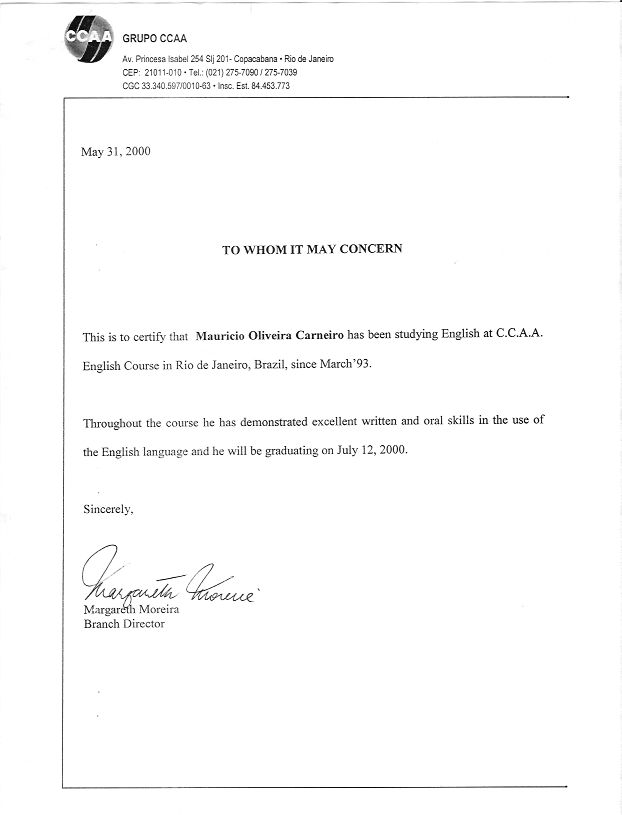 CCAA
GRUPO CCAA
Av. Princesa Isabel 254 Slj 201- Copacabana • Rio de Janeiro
CEP: 21011-010 • Tel.: (021) 275-7090 / 275-7039
CGC 33.340.597/0010-63 • Insc. Est. 84.453.773
May 31, 2000
TO WHOM IT MAY CONCERN
This is to certify that Mauricio Oliveira Carneiro has been studying English at C.C.A.A.
English Course in Rio de Janeiro, Brazil, since March'93.
Throughout the course he has demonstrated excellent written and oral skills in the use of
the English language and he will be graduating on July 12, 2000.
Sincerely,
Margareth Moreira
Margareth Moreira
Branch Director